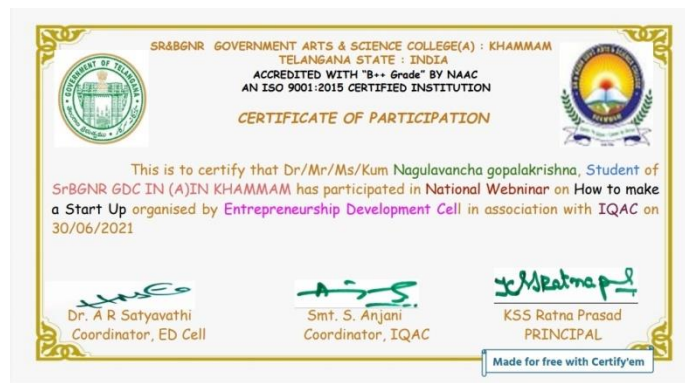 SR&BGNR GOVERNMENT ARTS & SCIENCE COLLEGE(A) : KHAMMAM
TELANGANA STATE : INDIA
ACCREDITED WITH "B++ Grade" BY NAAC
AN ISO 9001:2015 CERTIFIED INSTITUTION
CERTIFICATE OF PARTICIPATION
This is to certify that Dr/Mr/Ms/Kum Nagulavancha gopalakrishna, Student of
SrBGNR GDC IN (A)IN KHAMMAM has participated in National Webninar on How to make
a Start Up organised by Entrepreneurship Development Cell in association with IQAC on
30/06/2021
Dr. A R Satyavathi
Coordinator, ED Cell
Smt. S. Anjani
Coordinator, IQAC
KSS Ratna Prasad
PRINCIPAL
Made for free with Certify'em